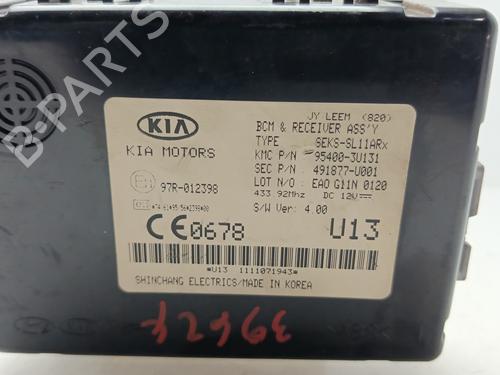 JY LEEM (820)
KIA
KIA MOTORS
BCM & RECEIVER ASS'Y
TYPE SEKS-SL11ARx
KMC P/N 95400-3U131
SEC P/N 491877-U001
LOT N/O EAO G11N 0120
433.92Mhz DC 12V
S/W Ver: 4.00
97R-012398
CE0678 U13
*U13 1111071943*
SHINCHANG ELECTRICS/MADE IN KOREA
B-PARTS